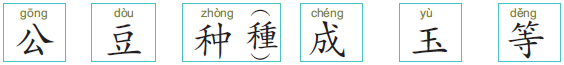 gōng dòu zhòng chéng yù děng
公 豆 种（種） 成 玉 等